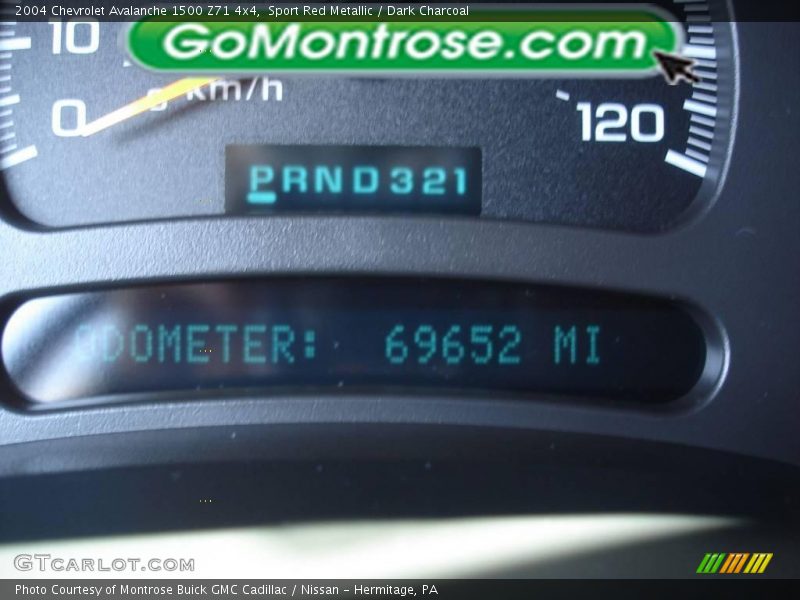 2004 Chevrolet Avalanche 1500 Z71 4x4, Sport Red Metallic / Dark Charcoal
GoMontrose.com
10
0
km/h
120
PRND321
ODOMETER: 69652 MI
GTCARLOT.COM
Photo Courtesy of Montrose Buick GMC Cadillac / Nissan - Hermitage, PA